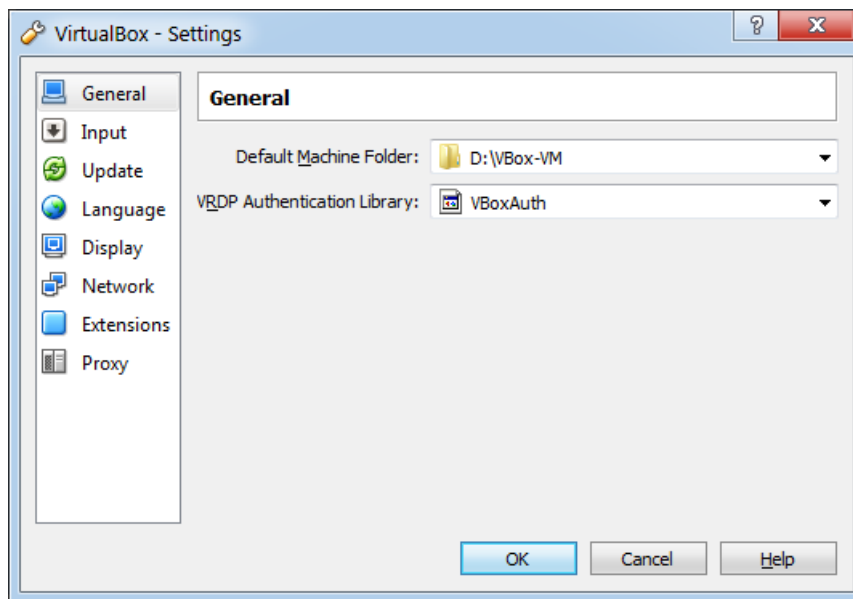 VirtualBox - Settings
General
Input
Update
Language
Display
Network
Extensions
Proxy
General
Default Machine Folder: D:\VBox-VM
VRDP Authentication Library: VBoxAuth
OK Cancel Help